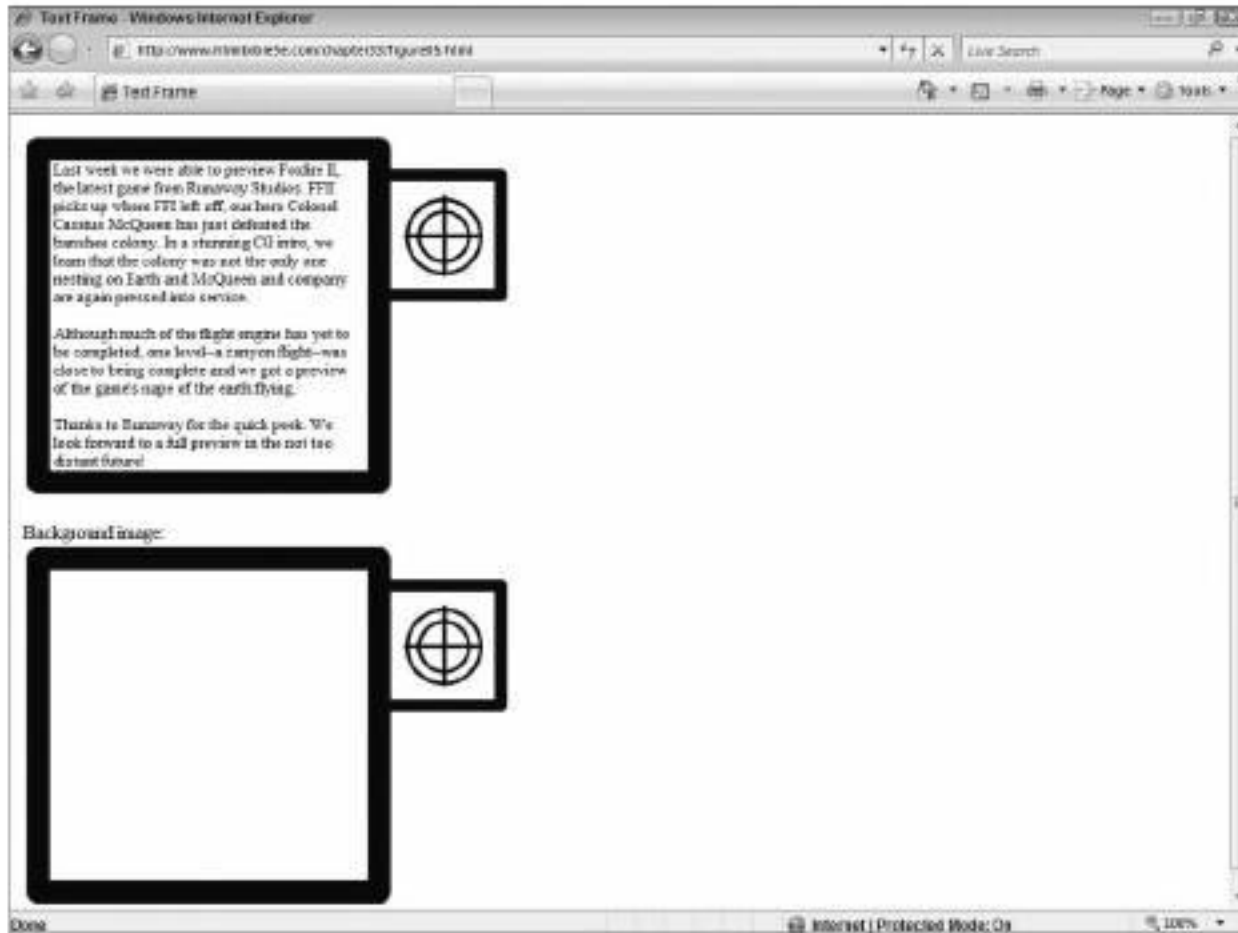 Text Frame - Windows Internet Explorer
Live Search
Text Frame
Page
Tools
Last week we were able to preview Foxfire II,
the latest game from Runaway Studios. FFII
picks up where FFI left off, our hero Colonel
Cassius McQueen has just defeated the
banshee colony. In a stunning CG intro, we
learn that the colony was not the only one
nesting on Earth and McQueen and company
are again pressed into service.
Although much of the flight engine has yet to
be completed, one level--a canyon flight--was
close to being complete and we got a preview
of the game's nape of the earth flying.
Thanks to Runaway for the quick peek. We
look forward to a full preview in the not too
distant future!
Background image:
Done
Internet | Protected Mode: On
100%